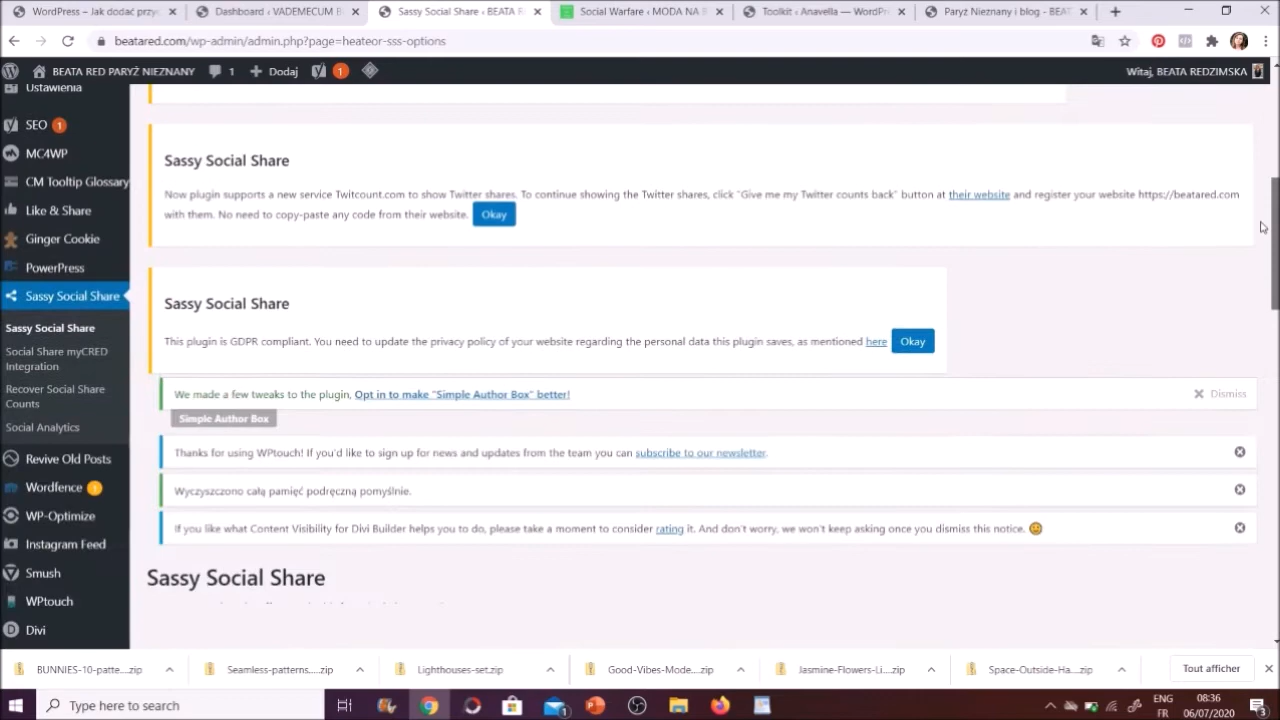 WordPress – Jak dodać przyc
Dashboard ‹ VADEMECUM B
Sassy Social Share ‹ BEATA R
Social Warfare ‹ MODA NA B
Toolkit ‹ Anavella — WordPr
Paryż Nieznany i blog - BEAT
beatared.com/wp-admin/admin.php?page=heateor-sss-options
BEATA RED PARYŻ NIEZNANY
1
Dodaj
1
Witaj, BEATA REDZIMSKA
Ustawienia
SEO 1
MC4WP
CM Tooltip Glossary
Like & Share
Ginger Cookie
PowerPress
Sassy Social Share
Sassy Social Share
Social Share myCRED
Integration
Recover Social Share
Counts
Social Analytics
Revive Old Posts
Wordfence 1
WP-Optimize
Instagram Feed
Smush
WPtouch
Divi
Sassy Social Share
Now plugin supports a new service Twitcount.com to show Twitter shares. To continue showing the Twitter shares, click "Give me my Twitter counts back" button at their website and register your website https://beatared.com
with them. No need to copy-paste any code from their website. Okay
Sassy Social Share
This plugin is GDPR compliant. You need to update the privacy policy of your website regarding the personal data this plugin saves, as mentioned here Okay
We made a few tweaks to the plugin, Opt in to make "Simple Author Box" better!
Dismiss
Simple Author Box
Thanks for using WPtouch! If you'd like to sign up for news and updates from the team you can subscribe to our newsletter.
Wyczyszczono całą pamięć podręczną pomyślnie.
If you like what Content Visibility for Divi Builder helps you to do, please take a moment to consider rating it. And don't worry, we won't keep asking once you dismiss this notice.
Sassy Social Share
BUNNIES-10-patte....zip
Seamless-patterns....zip
Lighthouses-set.zip
Good-Vibes-Mode....zip
Jasmine-Flowers-Li....zip
Space-Outside-Ha....zip
Tout afficher
Type here to search
1
ENG
FR
08:36
06/07/2020
3